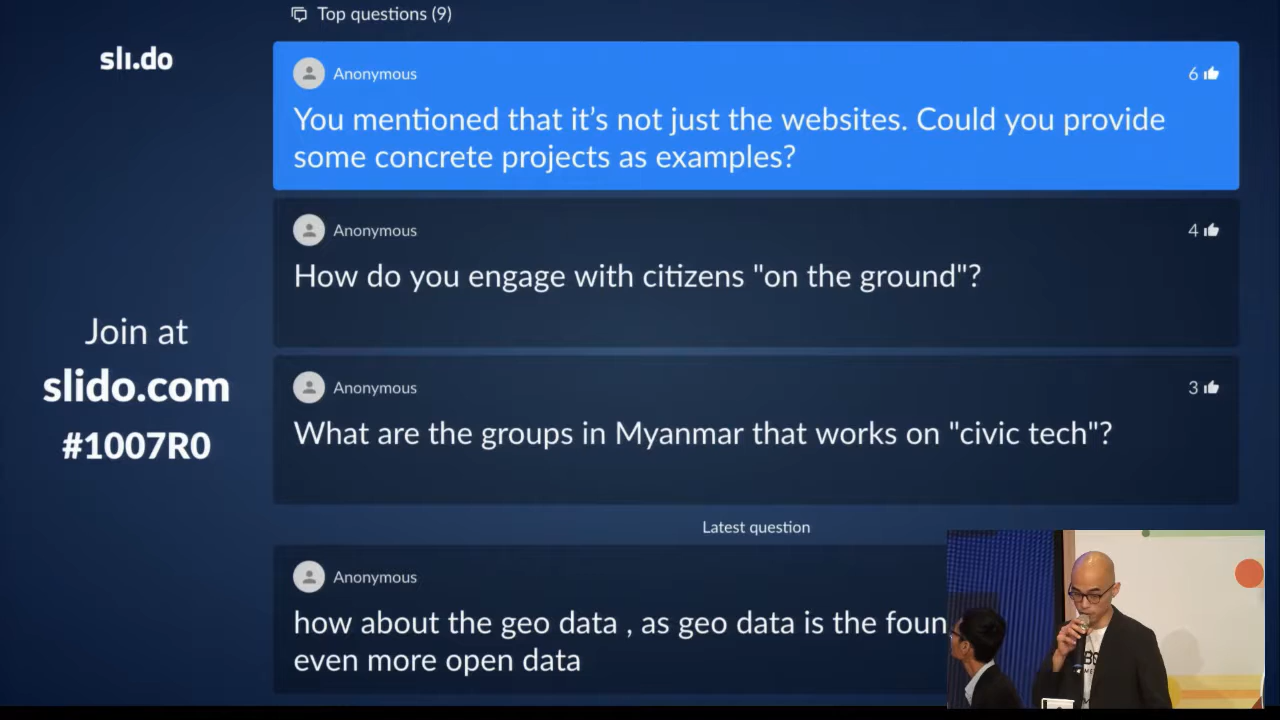 Top questions (9)
sli.do
Anonymous
6
You mentioned that it’s not just the websites. Could you provide
some concrete projects as examples?
Anonymous
4
How do you engage with citizens "on the ground"?
Anonymous
3
What are the groups in Myanmar that works on "civic tech"?
Join at
slido.com
#1007R0
Latest question
Anonymous
how about the geo data , as geo data is the foun
even more open data